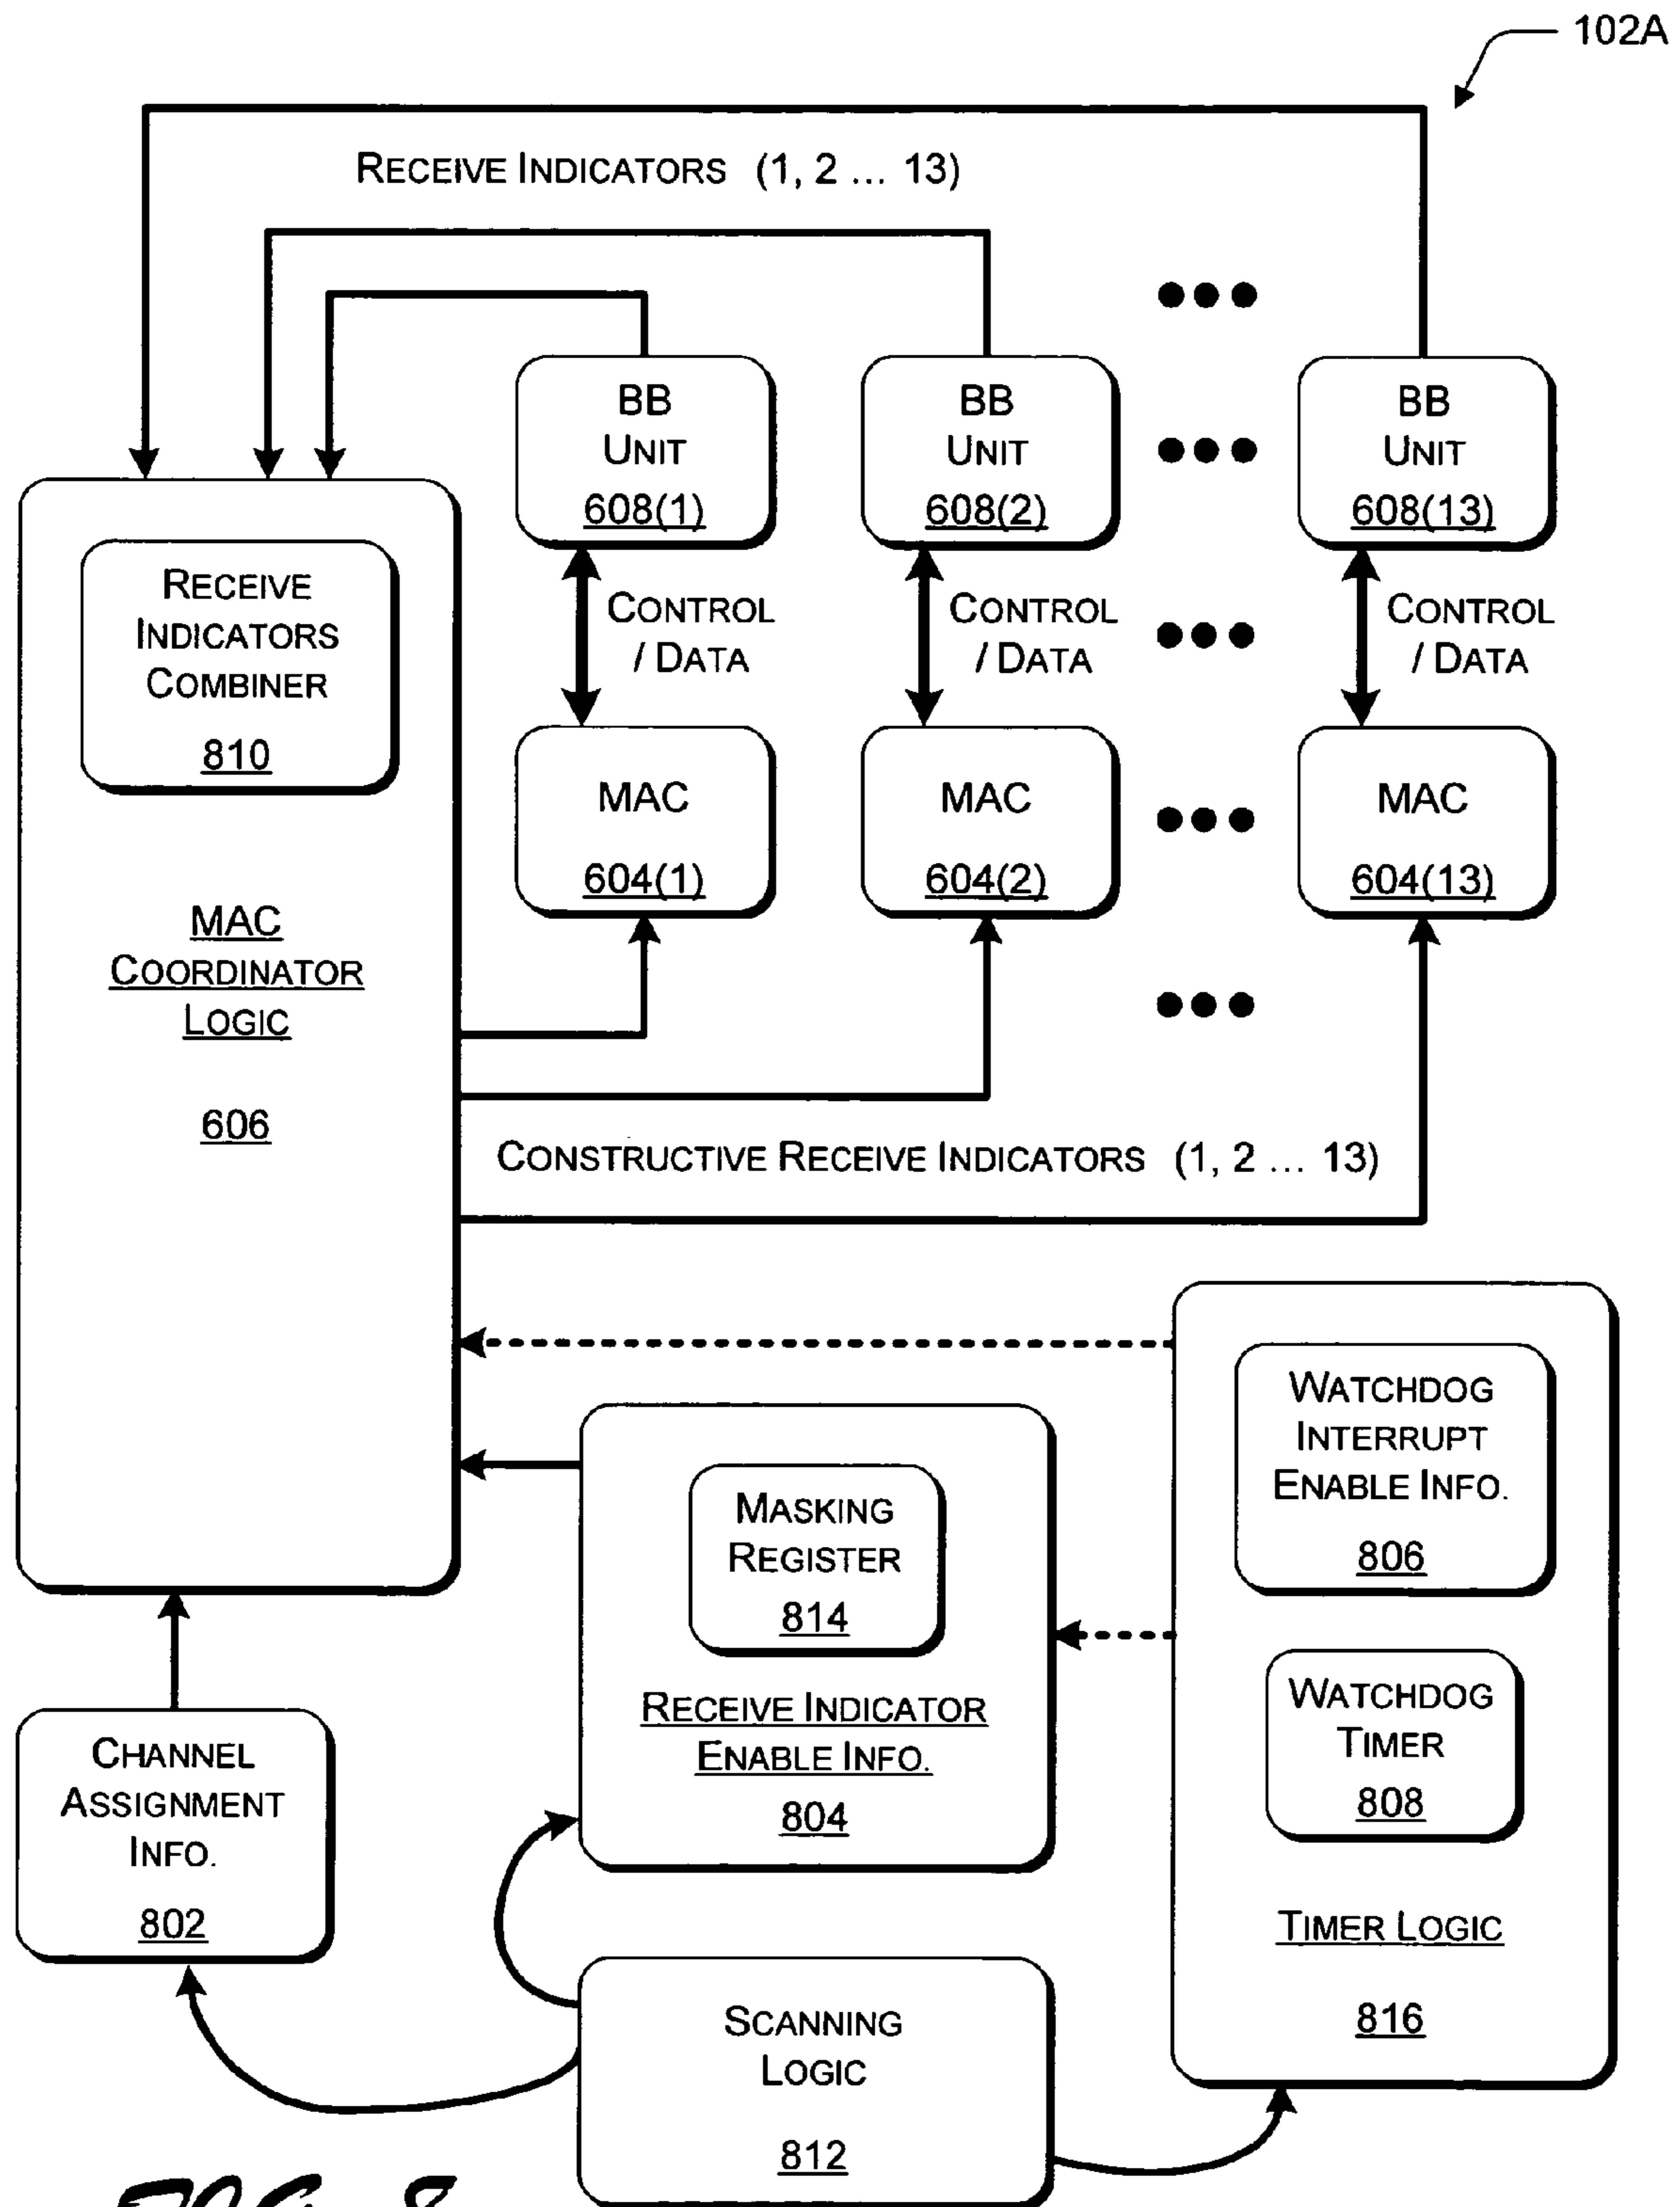 102A
RECEIVE INDICATORS (1, 2 ... 13)
BB
UNIT
608(1)
BB
UNIT
608(2)
BB
UNIT
608(13)
RECEIVE
INDICATORS
COMBINER
810
CONTROL
/ DATA
CONTROL
/ DATA
CONTROL
/ DATA
MAC
604(1)
MAC
604(2)
MAC
604(13)
MAC
COORDINATOR
LOGIC
606
CONSTRUCTIVE RECEIVE INDICATORS (1, 2 ... 13)
WATCHDOG
INTERRUPT
ENABLE INFO.
806
MASKING
REGISTER
814
RECEIVE INDICATOR
ENABLE INFO.
804
WATCHDOG
TIMER
808
TIMER LOGIC
816
CHANNEL
ASSIGNMENT
INFO.
802
SCANNING
LOGIC
812
FIG. 8